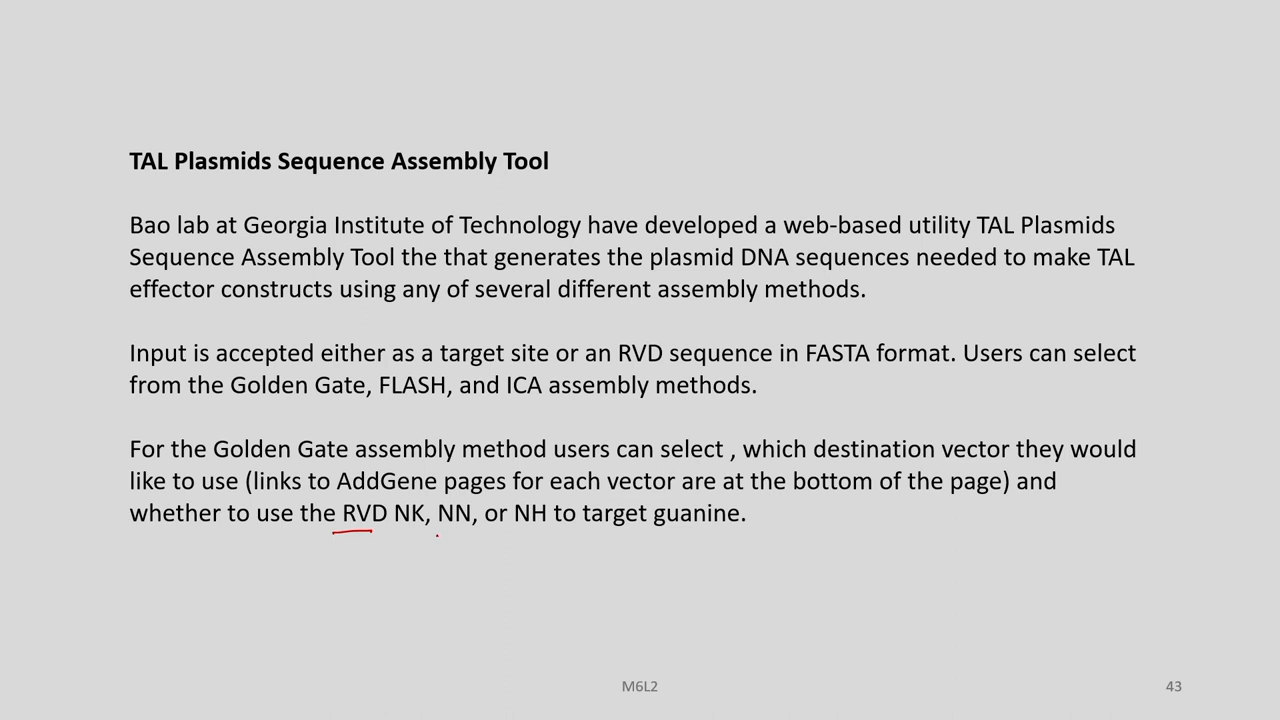 TAL Plasmids Sequence Assembly Tool
Bao lab at Georgia Institute of Technology have developed a web-based utility TAL Plasmids
Sequence Assembly Tool the that generates the plasmid DNA sequences needed to make TAL
effector constructs using any of several different assembly methods.
Input is accepted either as a target site or an RVD sequence in FASTA format. Users can select
from the Golden Gate, FLASH, and ICA assembly methods.
For the Golden Gate assembly method users can select , which destination vector they would
like to use (links to AddGene pages for each vector are at the bottom of the page) and
whether to use the RVD NK, NN, or NH to target guanine.
M6L2
43